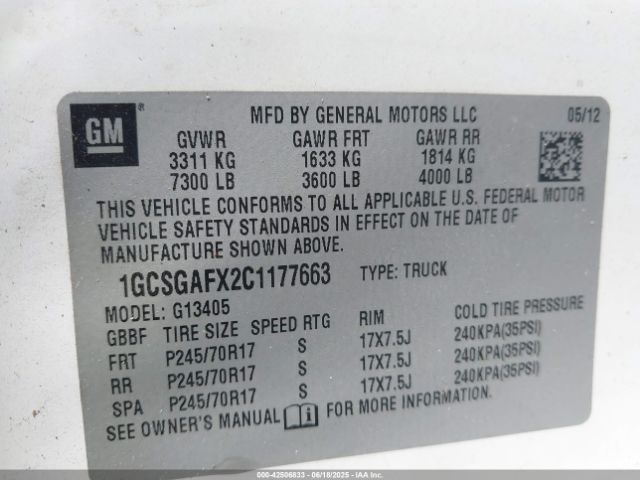 GM ®
MFD BY GENERAL MOTORS LLC 05/12
GVWR GAWR FRT GAWR RR
3311 KG 1633 KG 1814 KG
7300 LB 3600 LB 4000 LB
THIS VEHICLE CONFORMS TO ALL APPLICABLE U.S. FEDERAL MOTOR
VEHICLE SAFETY STANDARDS IN EFFECT ON THE DATE OF
MANUFACTURE SHOWN ABOVE.
1GCSGAFX2C1177663 TYPE: TRUCK
MODEL: G13405
GBBF TIRE SIZE SPEED RTG RIM COLD TIRE PRESSURE
FRT P245/70R17 S 17X7.5J 240KPA(35PSI)
RR P245/70R17 S 17X7.5J 240KPA(35PSI)
SPA P245/70R17 S 17X7.5J 240KPA(35PSI)
SEE OWNER'S MANUAL FOR MORE INFORMATION.
000-42506833 - 06/18/2025 - IAA, Inc.